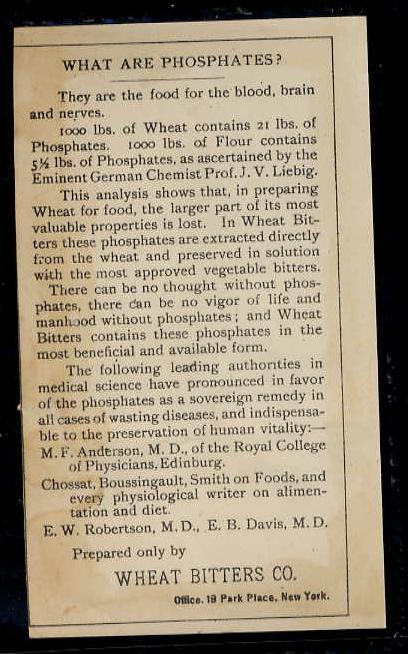 WHAT ARE PHOSPHATES?
They are the food for the blood, brain
and nerves.
1000 lbs. of Wheat contains 21 lbs. of
Phosphates. 1000 lbs. of Flour contains
5½ lbs. of Phosphates, as ascertained by the
Eminent German Chemist Prof. J. V. Liebig.
This analysis shows that, in preparing
Wheat for food, the larger part of its most
valuable properties is lost. In Wheat Bit-
ters these phosphates are extracted directly
from the wheat and preserved in solution
with the most approved vegetable bitters.
There can be no thought without phos-
phates, there can be no vigor of life and
manhood without phosphates; and Wheat
Bitters contains these phosphates in the
most beneficial and available form.
The following leading authorities in
medical science have pronounced in favor
of the phosphates as a sovereign remedy in
all cases of wasting diseases, and indispensa-
ble to the preservation of human vitality:—
M. F. Anderson, M. D., of the Royal College
of Physicians, Edinburg.
Chossat, Boussingault, Smith on Foods, and
every physiological writer on alimen-
tation and diet.
E. W. Robertson, M. D., E. B. Davis, M. D.
Prepared only by
WHEAT BITTERS CO.
Office, 19 Park Place, New York.